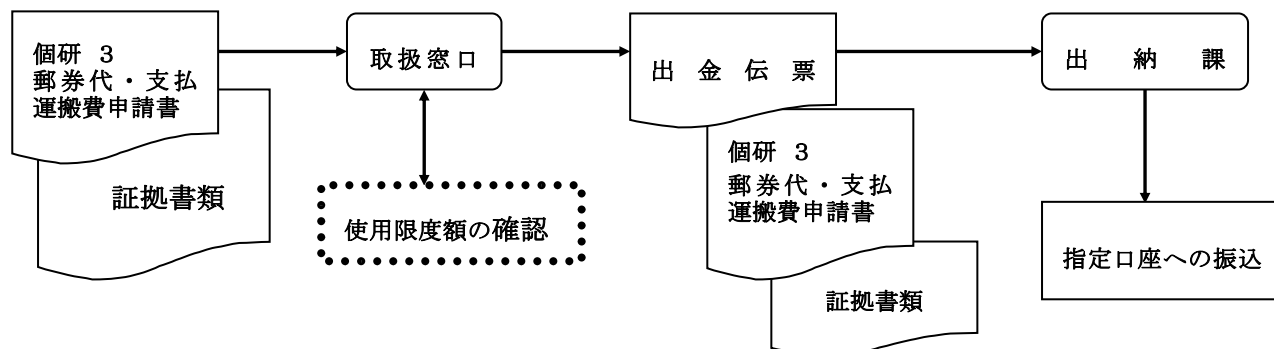 個研 3
郵券代・支払
運搬費申請書
証拠書類
取扱窓口
使用限度額の確認
出 金 伝 票
個研 3
郵券代・支払
運搬費申請書
証拠書類
出 納 課
指定口座への振込